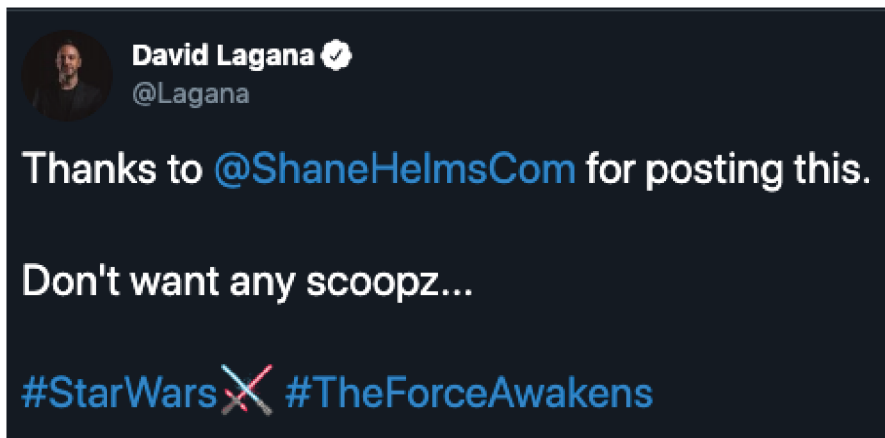 David Lagana
@Lagana
Thanks to @ShaneHelmsCom for posting this.
Don't want any scoopz...
#StarWars #TheForceAwakens